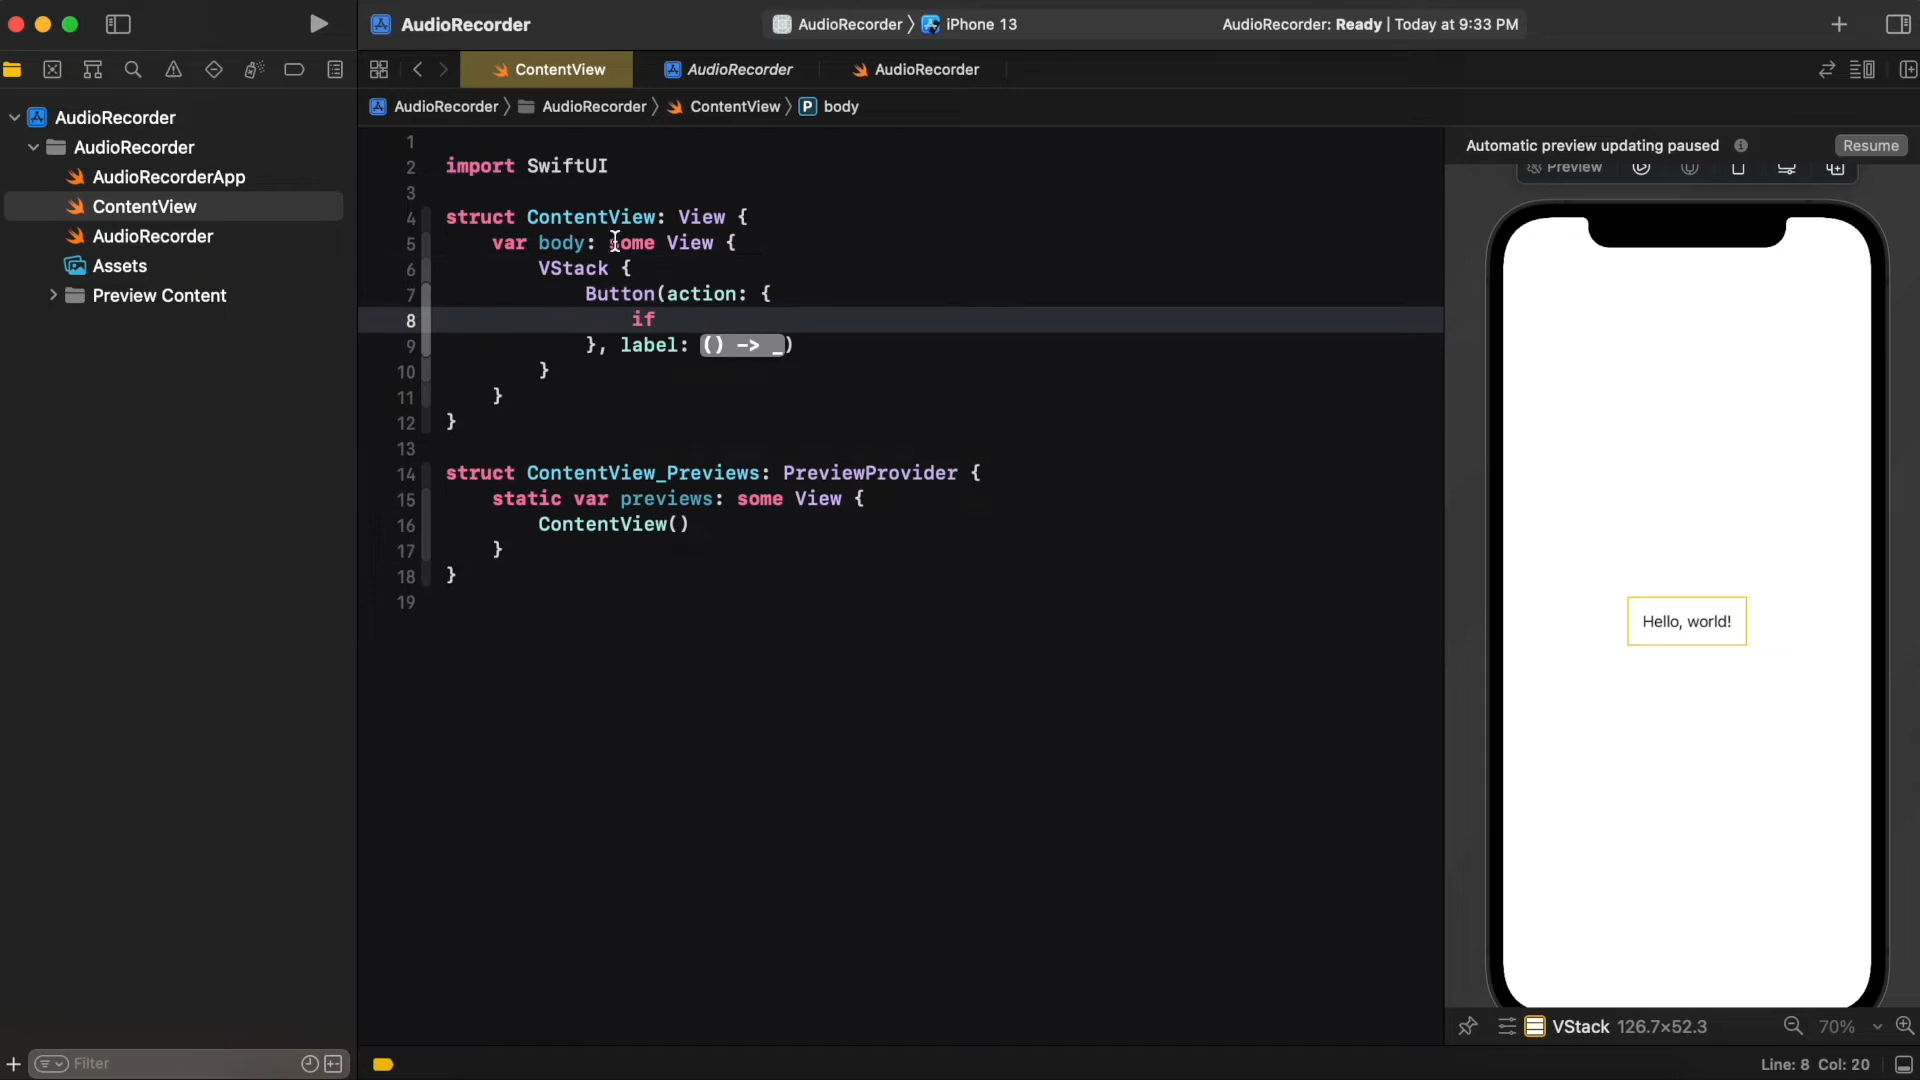 AudioRecorder
AudioRecorder 〉 iPhone 13
AudioRecorder: Ready | Today at 9:33 PM
ContentView
AudioRecorder
AudioRecorder
AudioRecorder 〉 AudioRecorder 〉 ContentView 〉 P body
AudioRecorder
AudioRecorder
AudioRecorderApp
ContentView
AudioRecorder
Assets
Preview Content
Filter
1
2 import SwiftUI
3
4 struct ContentView: View {
5 var body: some View {
6 VStack {
7 Button(action: {
8 if
9 }, label: () -> _)
10 }
11 }
12 }
13
14 struct ContentView_Previews: PreviewProvider {
15 static var previews: some View {
16 ContentView()
17 }
18 }
19
Automatic preview updating paused
Resume
Preview
Hello, world!
VStack 126.7×52.3
70%
Line: 8 Col: 20